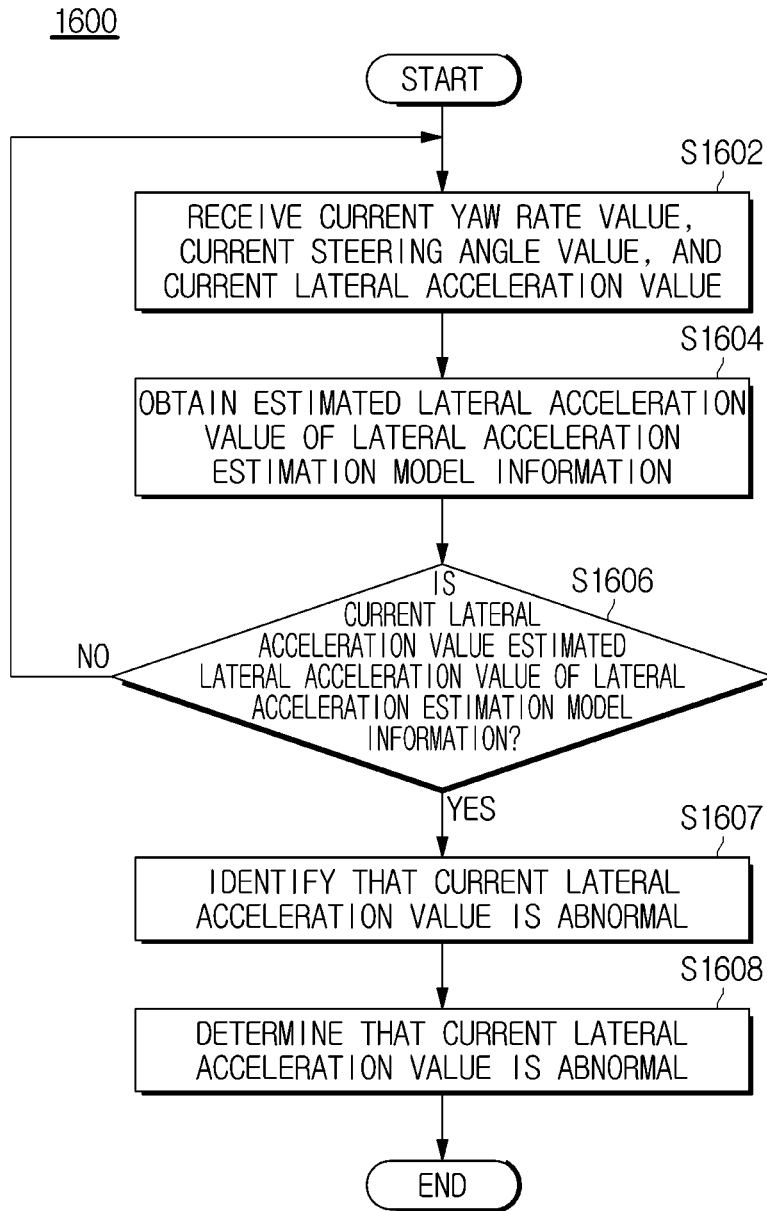 1600
START
S1602
RECEIVE CURRENT YAW RATE VALUE,
CURRENT STEERING ANGLE VALUE, AND
CURRENT LATERAL ACCELERATION VALUE
S1604
OBTAIN ESTIMATED LATERAL ACCELERATION
VALUE OF LATERAL ACCELERATION
ESTIMATION MODEL INFORMATION
S1606
IS
CURRENT LATERAL
ACCELERATION VALUE ESTIMATED
LATERAL ACCELERATION VALUE OF LATERAL
ACCELERATION ESTIMATION MODEL
INFORMATION?
NO
YES
S1607
IDENTIFY THAT CURRENT LATERAL
ACCELERATION VALUE IS ABNORMAL
S1608
DETERMINE THAT CURRENT LATERAL
ACCELERATION VALUE IS ABNORMAL
END